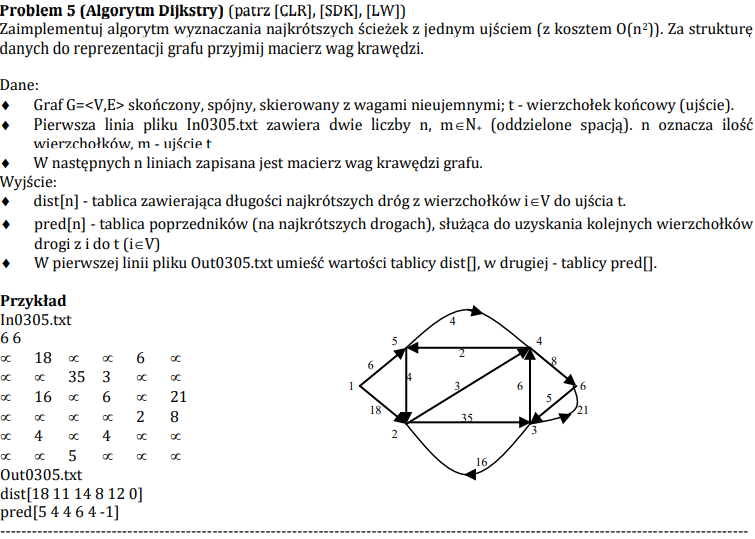 Problem 5 (Algorytm Dijkstry) (patrz [CLR], [SDK], [LW])
Zaimplementuj algorytm wyznaczania najkrótszych ścieżek z jednym ujściem (z kosztem O(n²)). Za strukturę
danych do reprezentacji grafu przyjmij macierz wag krawędzi.
Dane:
♦ Graf G=<V,E> skończony, spójny, skierowany z wagami nieujemnymi; t - wierzchołek końcowy (ujście).
♦ Pierwsza linia pliku In0305.txt zawiera dwie liczby n, m∈N₊ (oddzielone spacją). n oznacza ilość
wierzchołków, m - ujście t
♦ W następnych n liniach zapisana jest macierz wag krawędzi grafu.
Wyjście:
♦ dist[n] - tablica zawierająca długości najkrótszych dróg z wierzchołków i∈V do ujścia t.
♦ pred[n] - tablica poprzedników (na najkrótszych drogach), służąca do uzyskania kolejnych wierzchołków
drogi z i do t (i∈V)
♦ W pierwszej linii pliku Out0305.txt umieść wartości tablicy dist[], w drugiej - tablicy pred[].
Przykład
In0305.txt
6 6
∝ 18 ∝ ∝ 6 ∝
∝ ∝ 35 3 ∝ ∝
∝ 16 ∝ 6 ∝ 21
∝ ∝ ∝ ∝ 2 8
∝ 4 ∝ 4 ∝ ∝
∝ ∝ 5 ∝ ∝ ∝
Out0305.txt
dist[18 11 14 8 12 0]
pred[5 4 4 6 4 -1]
4
5 4
2
6 8
4 3 6
1 6
5
18 21
35
2 3
16